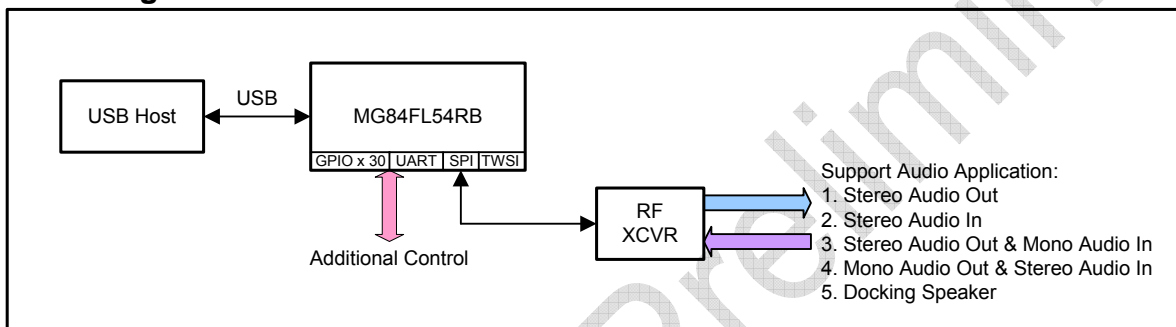 USB Host
USB
MG84FL54RB
GPIO x 30 UART SPI TWSI
Additional Control
RF
XCVR
Support Audio Application:
1. Stereo Audio Out
2. Stereo Audio In
3. Stereo Audio Out & Mono Audio In
4. Mono Audio Out & Stereo Audio In
5. Docking Speaker